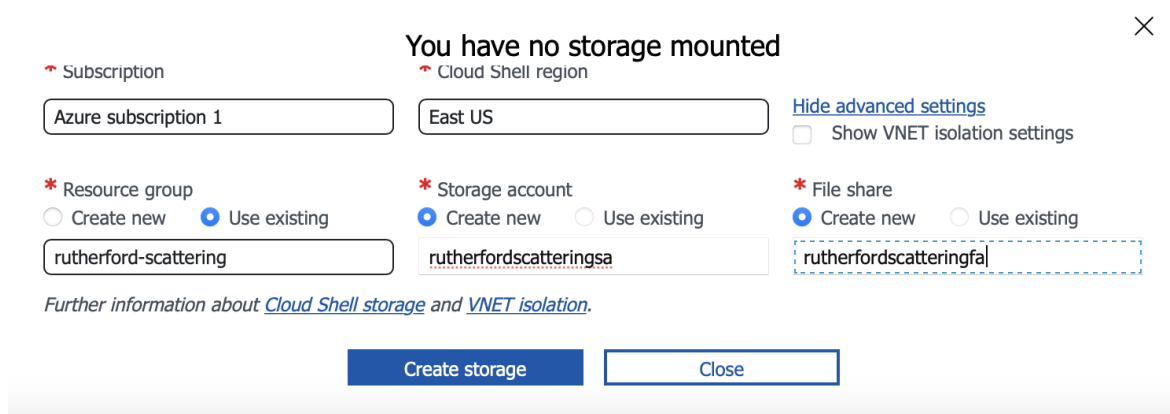 You have no storage mounted
* Subscription
* Cloud Shell region
Azure subscription 1
East US
Hide advanced settings
Show VNET isolation settings
* Resource group
* Storage account
* File share
Create new Use existing
Create new Use existing
Create new Use existing
rutherford-scattering
rutherfordscatteringsa
rutherfordscatteringfa
Further information about Cloud Shell storage and VNET isolation.
Create storage
Close